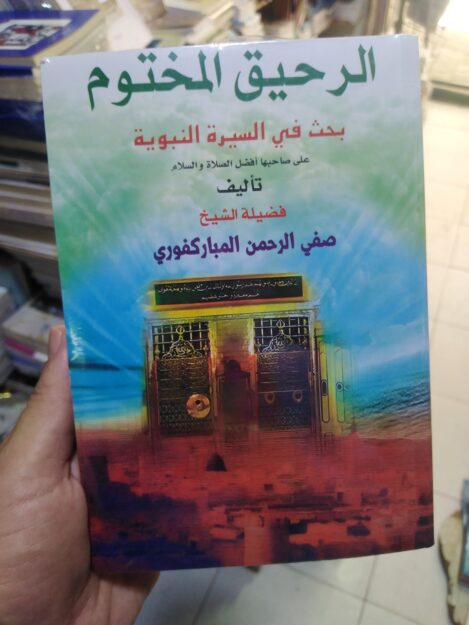 الرحيق المختوم
بحث في السيرة النبوية
على صاحبها أفضل الصلاة والسلام
تأليف
فضيلة الشيخ
صفي الرحمن المباركفوري